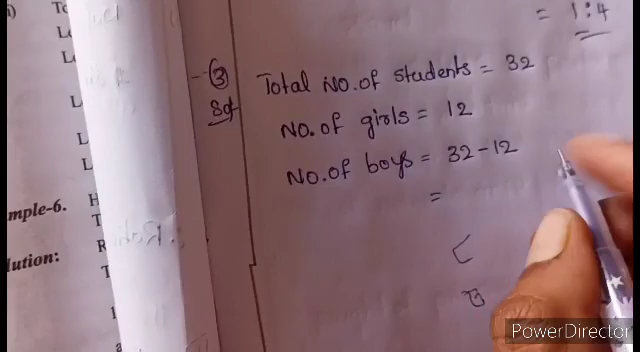 = 1:4
③ Total No.of students = 32
Sol No.of girls = 12
No.of boys = 32-12
=
mple-6.
lution:
PowerDirector